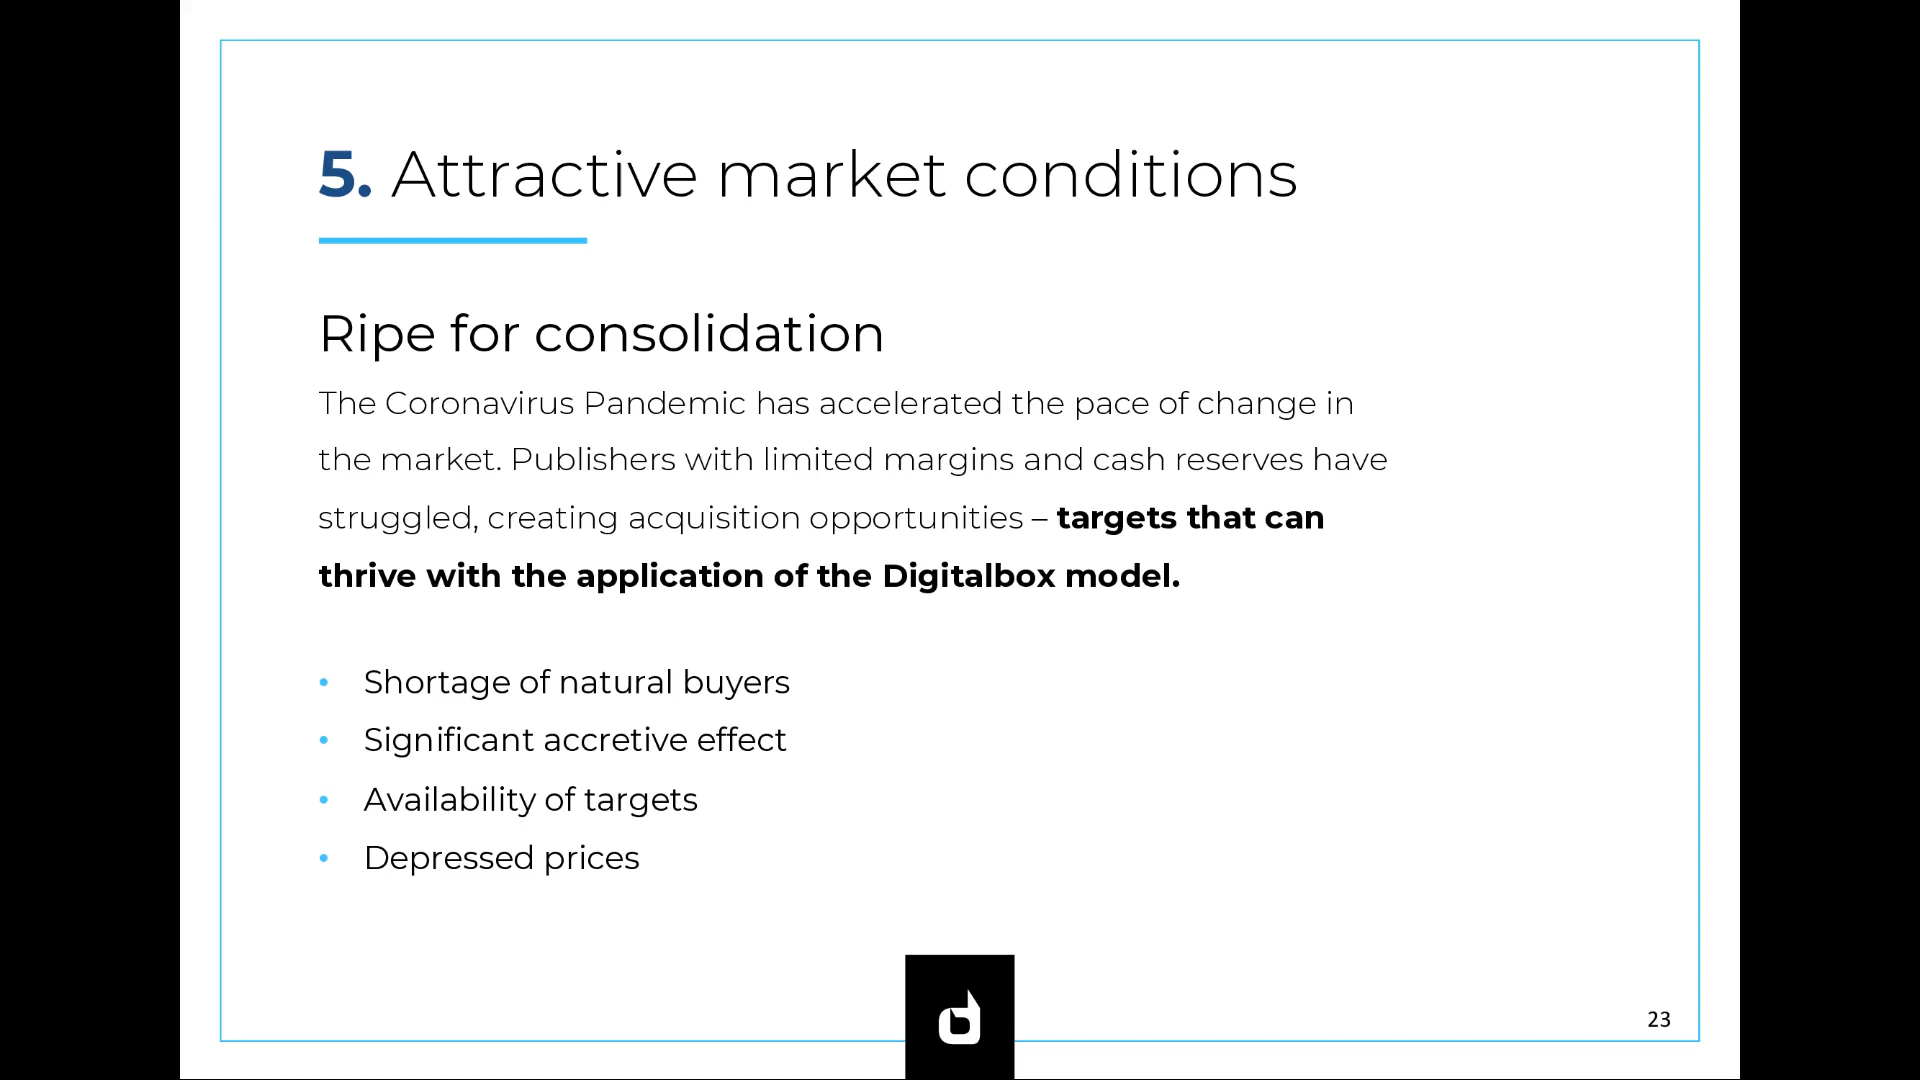 5. Attractive market conditions
Ripe for consolidation
The Coronavirus Pandemic has accelerated the pace of change in
the market. Publishers with limited margins and cash reserves have
struggled, creating acquisition opportunities – targets that can
thrive with the application of the Digitalbox model.
• Shortage of natural buyers
• Significant accretive effect
• Availability of targets
• Depressed prices
23